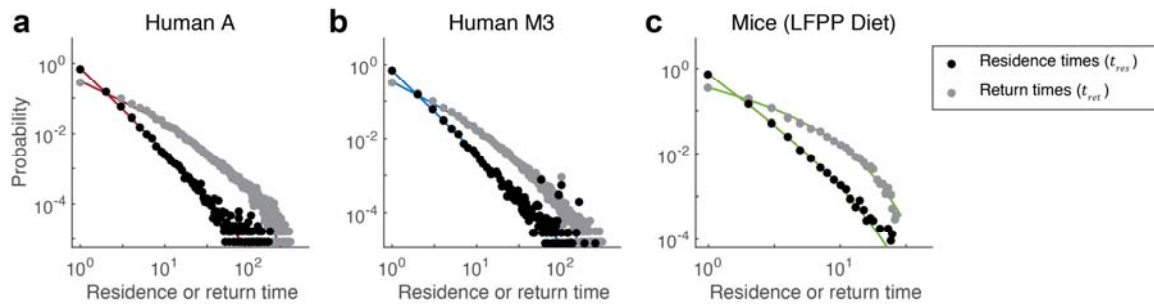 a Human A
b Human M3
c Mice (LFPP Diet)
Residence times (t_res)
Return times (t_ret)
Probability
10^0
10^-2
10^-4
10^0 10^1 10^2
Residence or return time
10^0
10^-2
10^-4
10^0 10^1 10^2
Residence or return time
10^0
10^-2
10^-4
10^0 10^1
Residence or return time